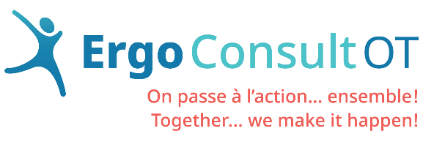 Ergo Consult OT
On passe à l'action... ensemble!
Together... we make it happen!